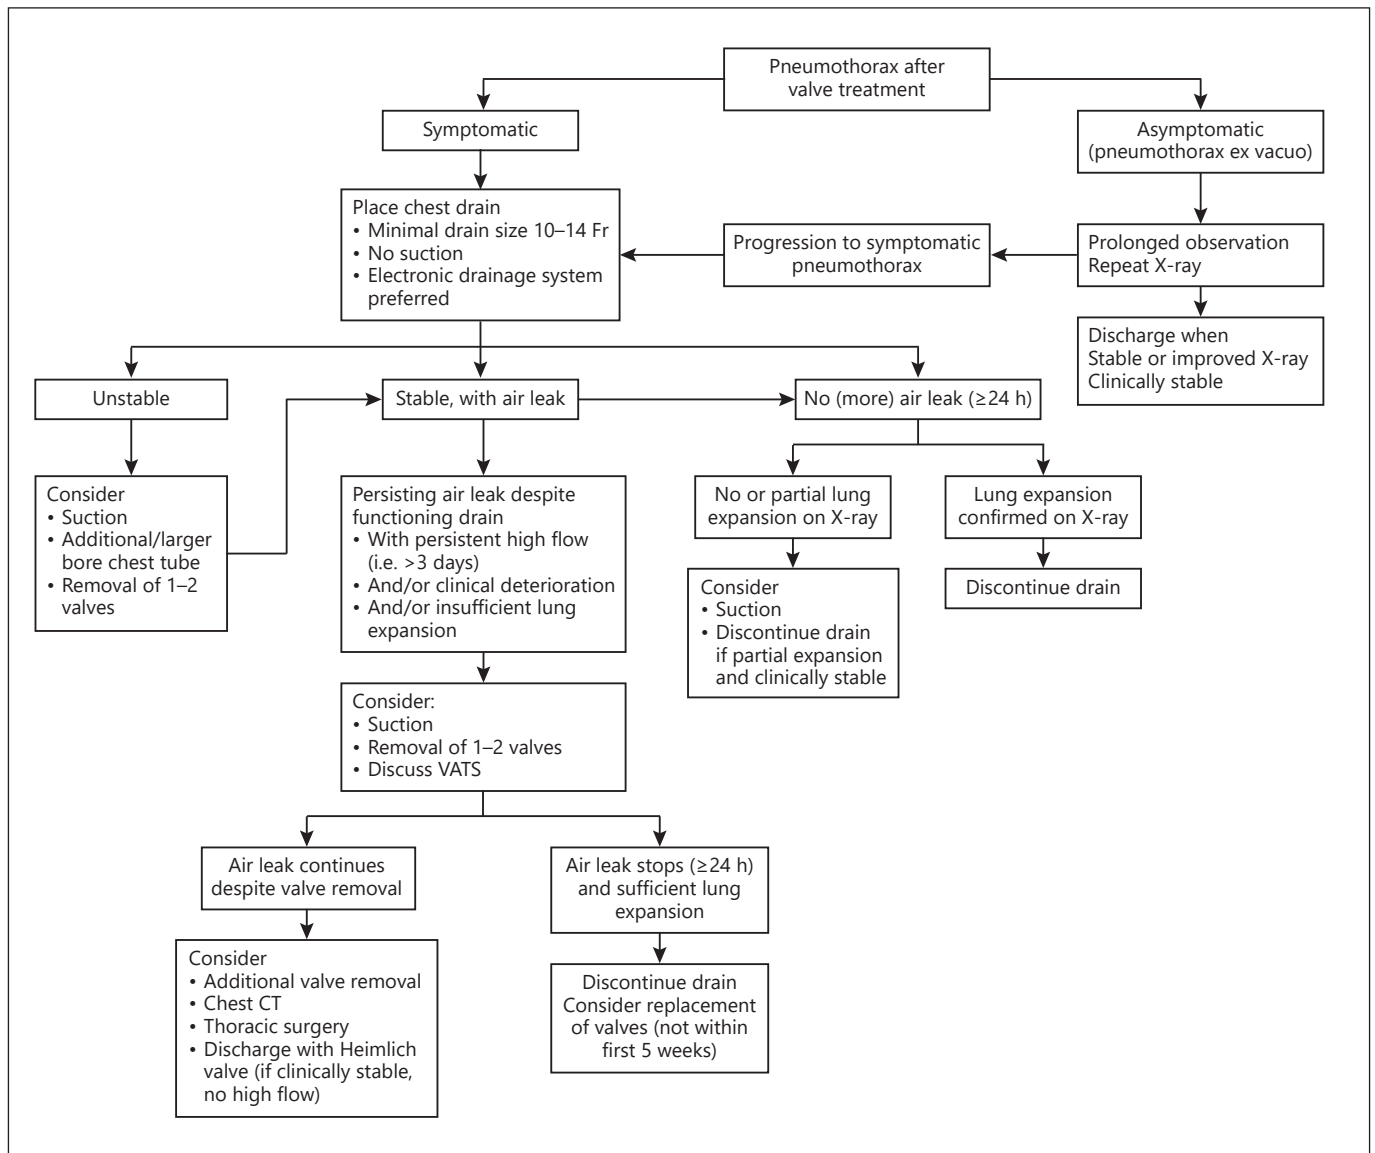 Pneumothorax after
valve treatment
Symptomatic
Asymptomatic
(pneumothorax ex vacuo)
Place chest drain
• Minimal drain size 10–14 Fr
• No suction
• Electronic drainage system
preferred
Progression to symptomatic
pneumothorax
Prolonged observation
Repeat X-ray
Discharge when
Stable or improved X-ray
Clinically stable
Unstable
Stable, with air leak
No (more) air leak (≥24 h)
Consider
• Suction
• Additional/larger
bore chest tube
• Removal of 1–2
valves
Persisting air leak despite
functioning drain
• With persistent high flow
(i.e. >3 days)
• And/or clinical deterioration
• And/or insufficient lung
expansion
No or partial lung
expansion on X-ray
Lung expansion
confirmed on X-ray
Consider
• Suction
• Discontinue drain
if partial expansion
and clinically stable
Discontinue drain
Consider:
• Suction
• Removal of 1–2 valves
• Discuss VATS
Air leak continues
despite valve removal
Air leak stops (≥24 h)
and sufficient lung
expansion
Consider
• Additional valve removal
• Chest CT
• Thoracic surgery
• Discharge with Heimlich
valve (if clinically stable,
no high flow)
Discontinue drain
Consider replacement
of valves (not within
first 5 weeks)